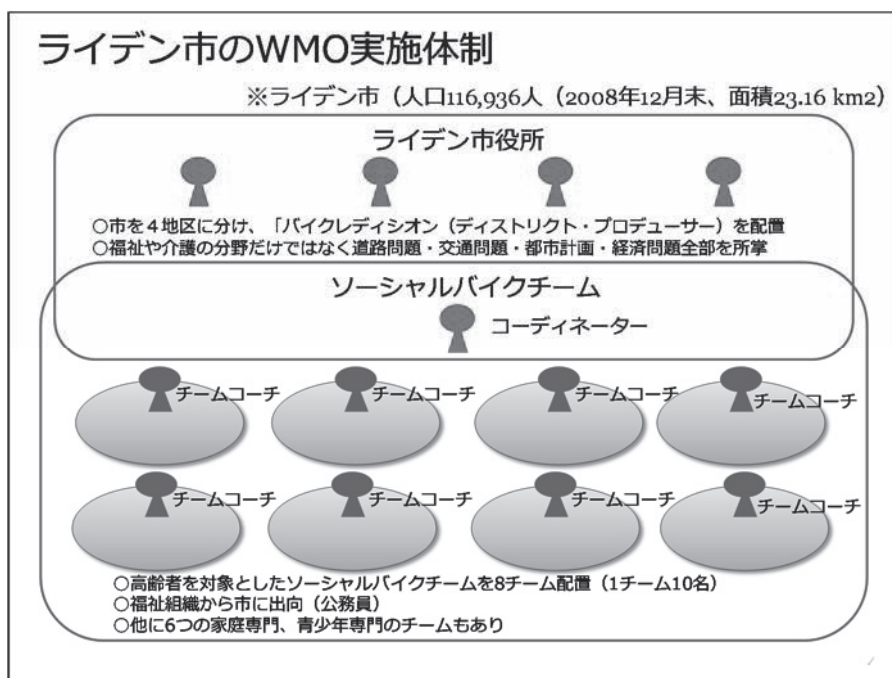 ライデン市のWMO実施体制
※ライデン市（人口116,936人（2008年12月末、面積23.16 km2）
ライデン市役所
○市を４地区に分け、「バイクレディシオン（ディストリクト・プロデューサー）を配置
○福祉や介護の分野だけではなく道路問題・交通問題・都市計画・経済問題全部を所掌
ソーシャルバイクチーム
コーディネーター
チームコーチ チームコーチ チームコーチ チームコーチ
チームコーチ チームコーチ チームコーチ チームコーチ
○高齢者を対象としたソーシャルバイクチームを8チーム配置（1チーム10名）
○福祉組織から市に出向（公務員）
○他に6つの家庭専門、青少年専門のチームもあり